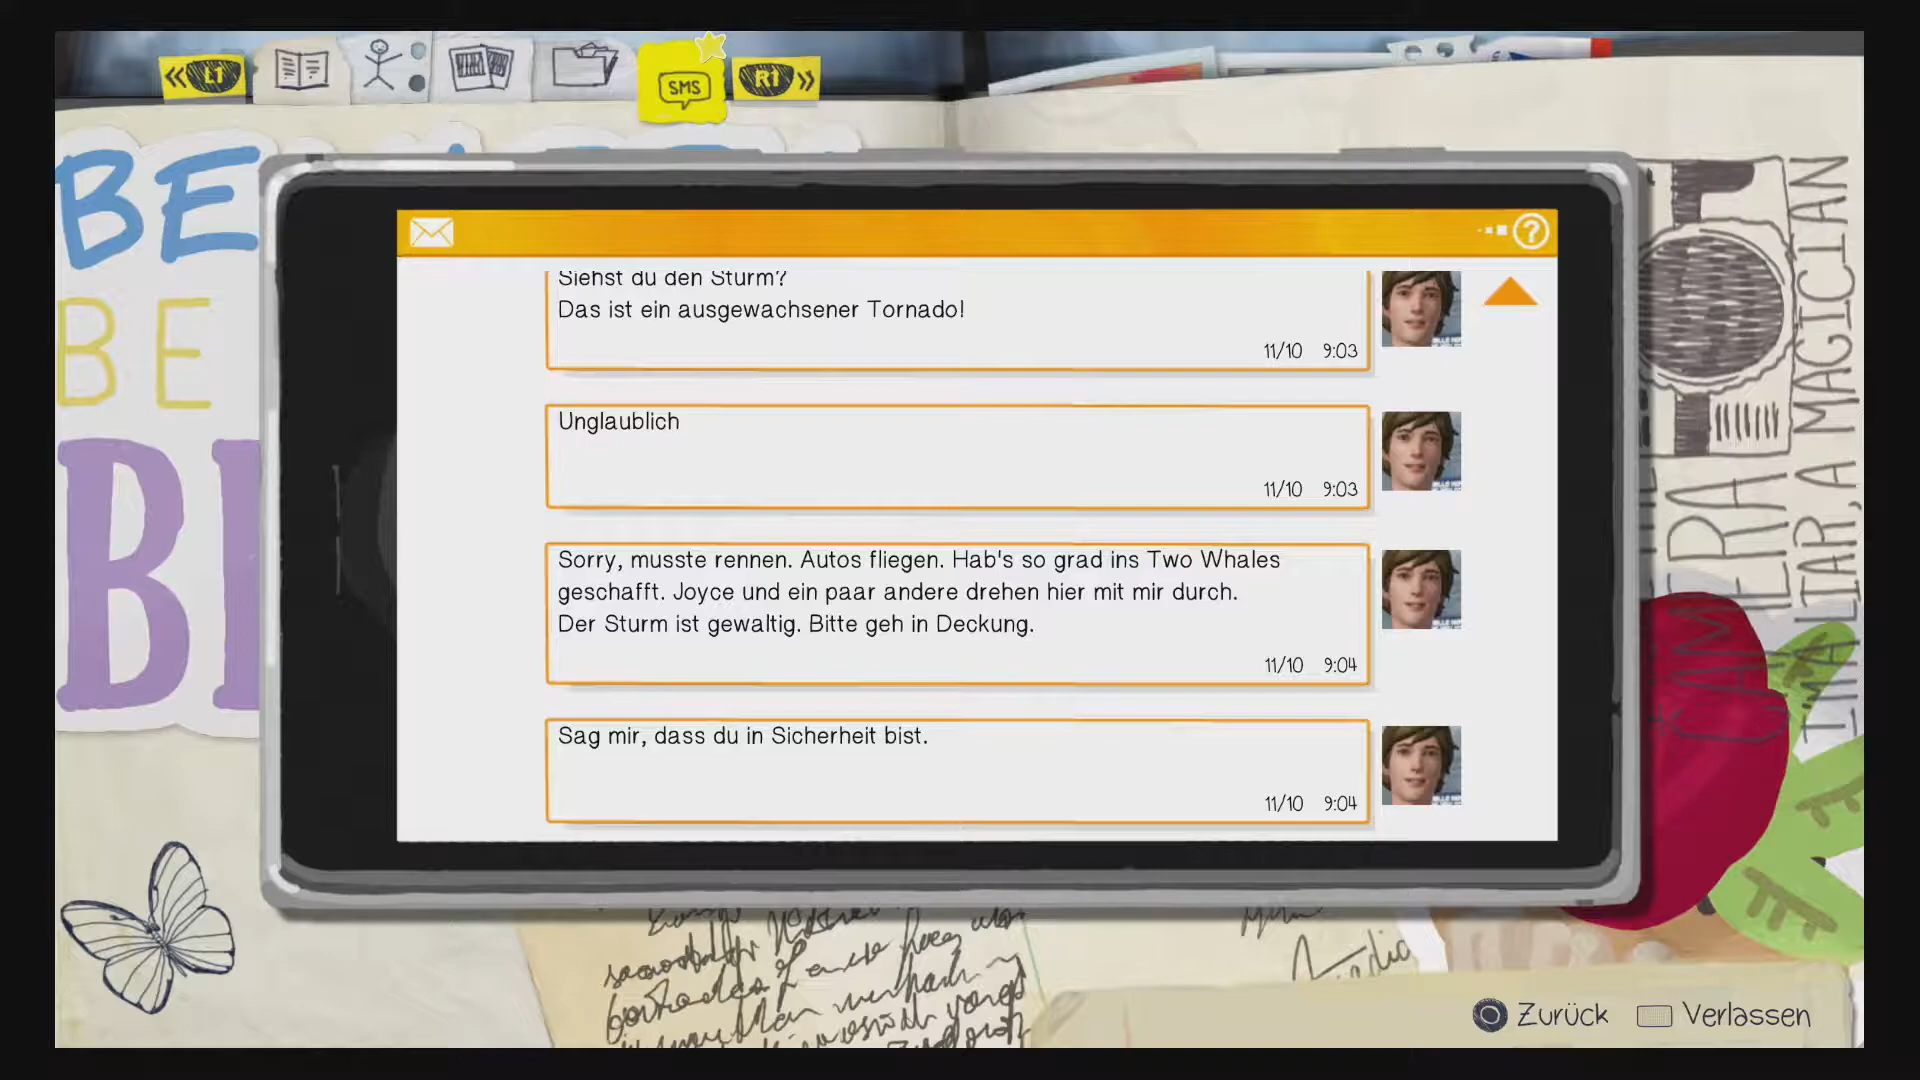 L1
SMS
R1
BE
BE
Siehst du den Sturm?
Das ist ein ausgewachsener Tornado!
11/10 9:03
Unglaublich
11/10 9:03
Sorry, musste rennen. Autos fliegen. Hab's so grad ins Two Whales
geschafft. Joyce und ein paar andere drehen hier mit mir durch.
Der Sturm ist gewaltig. Bitte geh in Deckung.
11/10 9:04
Sag mir, dass du in Sicherheit bist.
11/10 9:04
LIAR, A MAGICIAN
Zurück
Verlassen